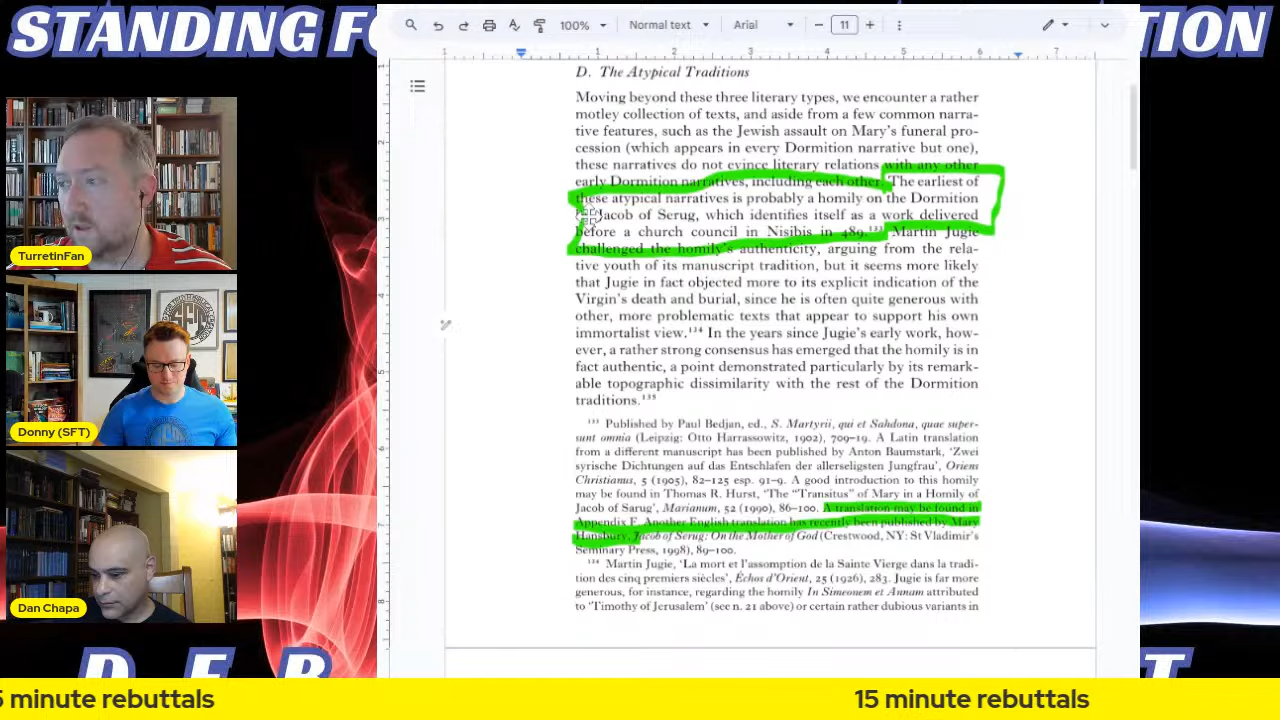 STANDING FO
TION
100%
Normal text
Arial
11
1
1
2
3
4
5
6
7
D. The Atypical Traditions
Moving beyond these three literary types, we encounter a rather
motley collection of texts, and aside from a few common narra-
tive features, such as the Jewish assault on Mary's funeral pro-
cession (which appears in every Dormition narrative but one),
these narratives do not evince literary relations with any other
early Dormition narratives, including each other. The earliest of
these atypical narratives is probably a homily on the Dormition
Jacob of Serug, which identifies itself as a work delivered
before a church council in Nisibis in 489.¹³³ Martin Jugie
challenged the homily's authenticity, arguing from the rela-
tive youth of its manuscript tradition, but it seems more likely
that Jugie in fact objected more to its explicit indication of the
Virgin's death and burial, since he is often quite generous with
other, more problematic texts that appear to support his own
immortalist view.¹³⁴ In the years since Jugie's early work, how-
ever, a rather strong consensus has emerged that the homily is in
fact authentic, a point demonstrated particularly by its remark-
able topographic dissimilarity with the rest of the Dormition
traditions.¹³⁵
¹³³ Published by Paul Bedjan, ed., S. Martyrii, qui et Sahdona, quae super-
sunt omnia (Leipzig: Otto Harrassowitz, 1902), 709–19. A Latin translation
from a different manuscript has been published by Anton Baumstark, 'Zwei
syrische Dichtungen auf das Entschlafen der allerseligsten Jungfrau', Oriens
Christianus, 5 (1905), 82–125 esp. 91–9. A good introduction to this homily
may be found in Thomas R. Hurst, 'The "Transitus" of Mary in a Homily of
Jacob of Sarug', Marianum, 52 (1990), 86–100. A translation may be found in
Appendix F. Another English translation has recently been published by Mary
Hansbury, Jacob of Serug: On the Mother of God (Crestwood, NY: St Vladimir's
Seminary Press, 1998), 89–100.
¹³⁴ Martin Jugie, 'La mort et l'assomption de la Sainte Vierge dans la tradi-
tion des cinq premiers siècles', Échos d'Orient, 25 (1926), 283. Jugie is far more
generous, for instance, regarding the homily In Simeonem et Annam attributed
to 'Timothy of Jerusalem' (see n. 21 above) or certain rather dubious variants in
TurretinFan
SFT
Donny (SFT)
Dan Chapa
D E B
T
5 minute rebuttals
15 minute rebuttals